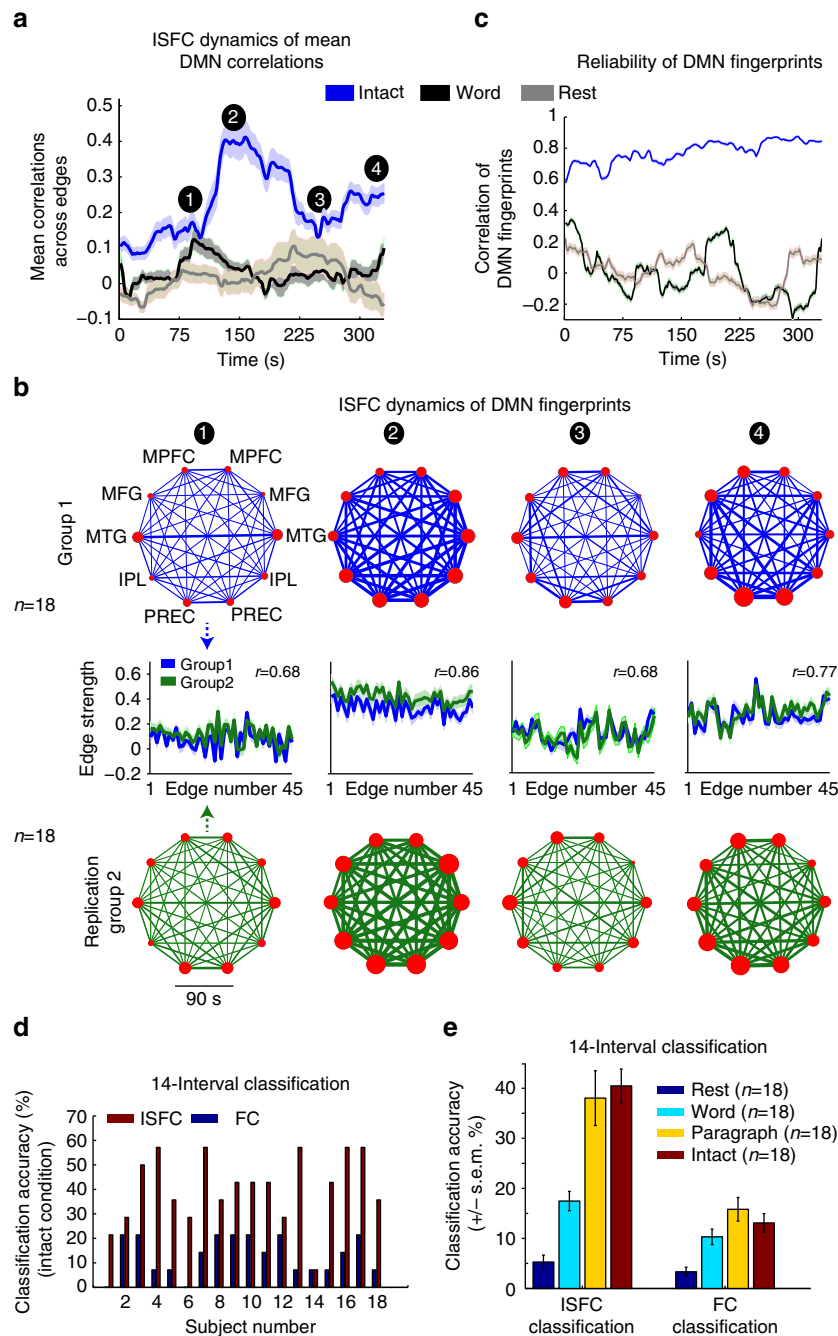 a
ISFC dynamics of mean
DMN correlations
c
Reliability of DMN fingerprints
Intact
Word
Rest
Mean correlations
across edges
0.5
0.4
0.3
0.2
0.1
0
−0.1
1
2
3
4
0
75
150
225
330
Time (s)
Correlation of
DMN fingerprints
1
0.8
0.6
0.4
0.2
0
−0.2
0
75
150
225
330
Time (s)
b
ISFC dynamics of DMN fingerprints
1
2
3
4
Group 1
MPFC
MPFC
MFG
MFG
MTG
MTG
IPL
IPL
PREC
PREC
n=18
Edge strength
0.6
0.4
0.2
0
−0.2
Group1
Group2
r=0.68
r=0.86
r=0.68
r=0.77
1 Edge number 45
1 Edge number 45
1 Edge number 45
1 Edge number 45
n=18
Replication
group 2
90 s
d
14-Interval classification
Classification accuracy (%)
(intact condition)
70
60
50
40
30
20
10
0
ISFC
FC
2 4 6 8 10 12 14 16 18
Subject number
e
14-Interval classification
Classification accuracy
(+/− s.e.m. %)
40
30
20
10
0
Rest (n=18)
Word (n=18)
Paragraph (n=18)
Intact (n=18)
ISFC
classification
FC
classification